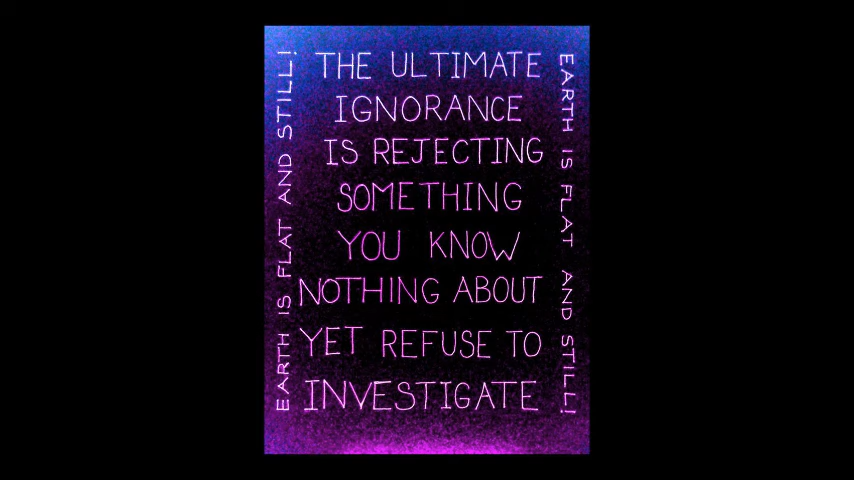 THE ULTIMATE
IGNORANCE
IS REJECTING
SOMETHING
YOU KNOW
NOTHING ABOUT
YET REFUSE TO
INVESTIGATE
EARTH IS FLAT AND STILL!
EARTH IS FLAT AND STILL!